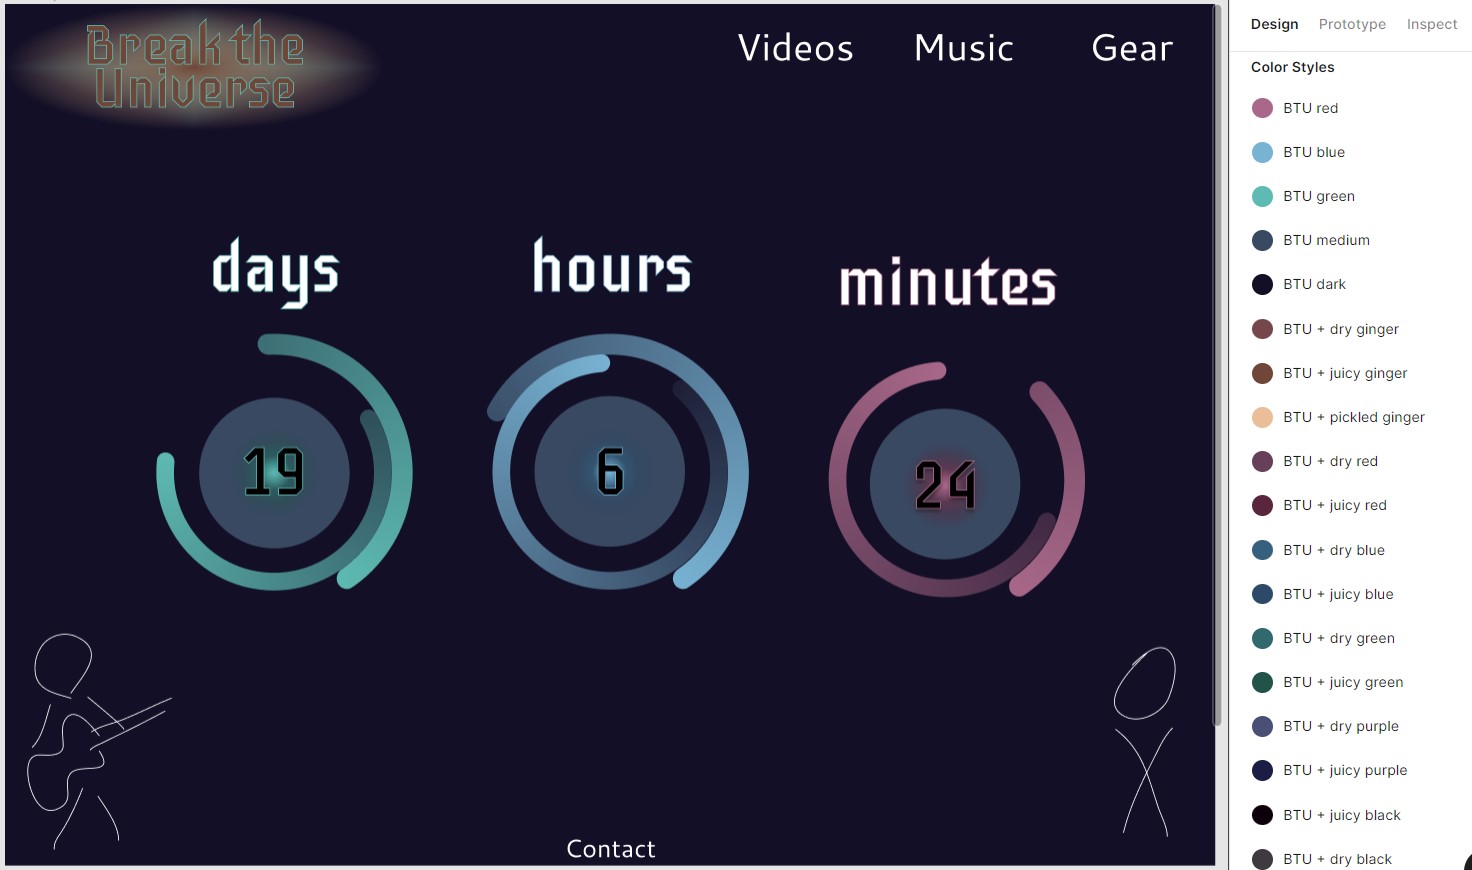 Break the
Universe
Videos
Music
Gear
days
hours
minutes
19
6
24
Contact
Design
Prototype
Inspect
Color Styles
BTU red
BTU blue
BTU green
BTU medium
BTU dark
BTU + dry ginger
BTU + juicy ginger
BTU + pickled ginger
BTU + dry red
BTU + juicy red
BTU + dry blue
BTU + juicy blue
BTU + dry green
BTU + juicy green
BTU + dry purple
BTU + juicy purple
BTU + juicy black
BTU + dry black